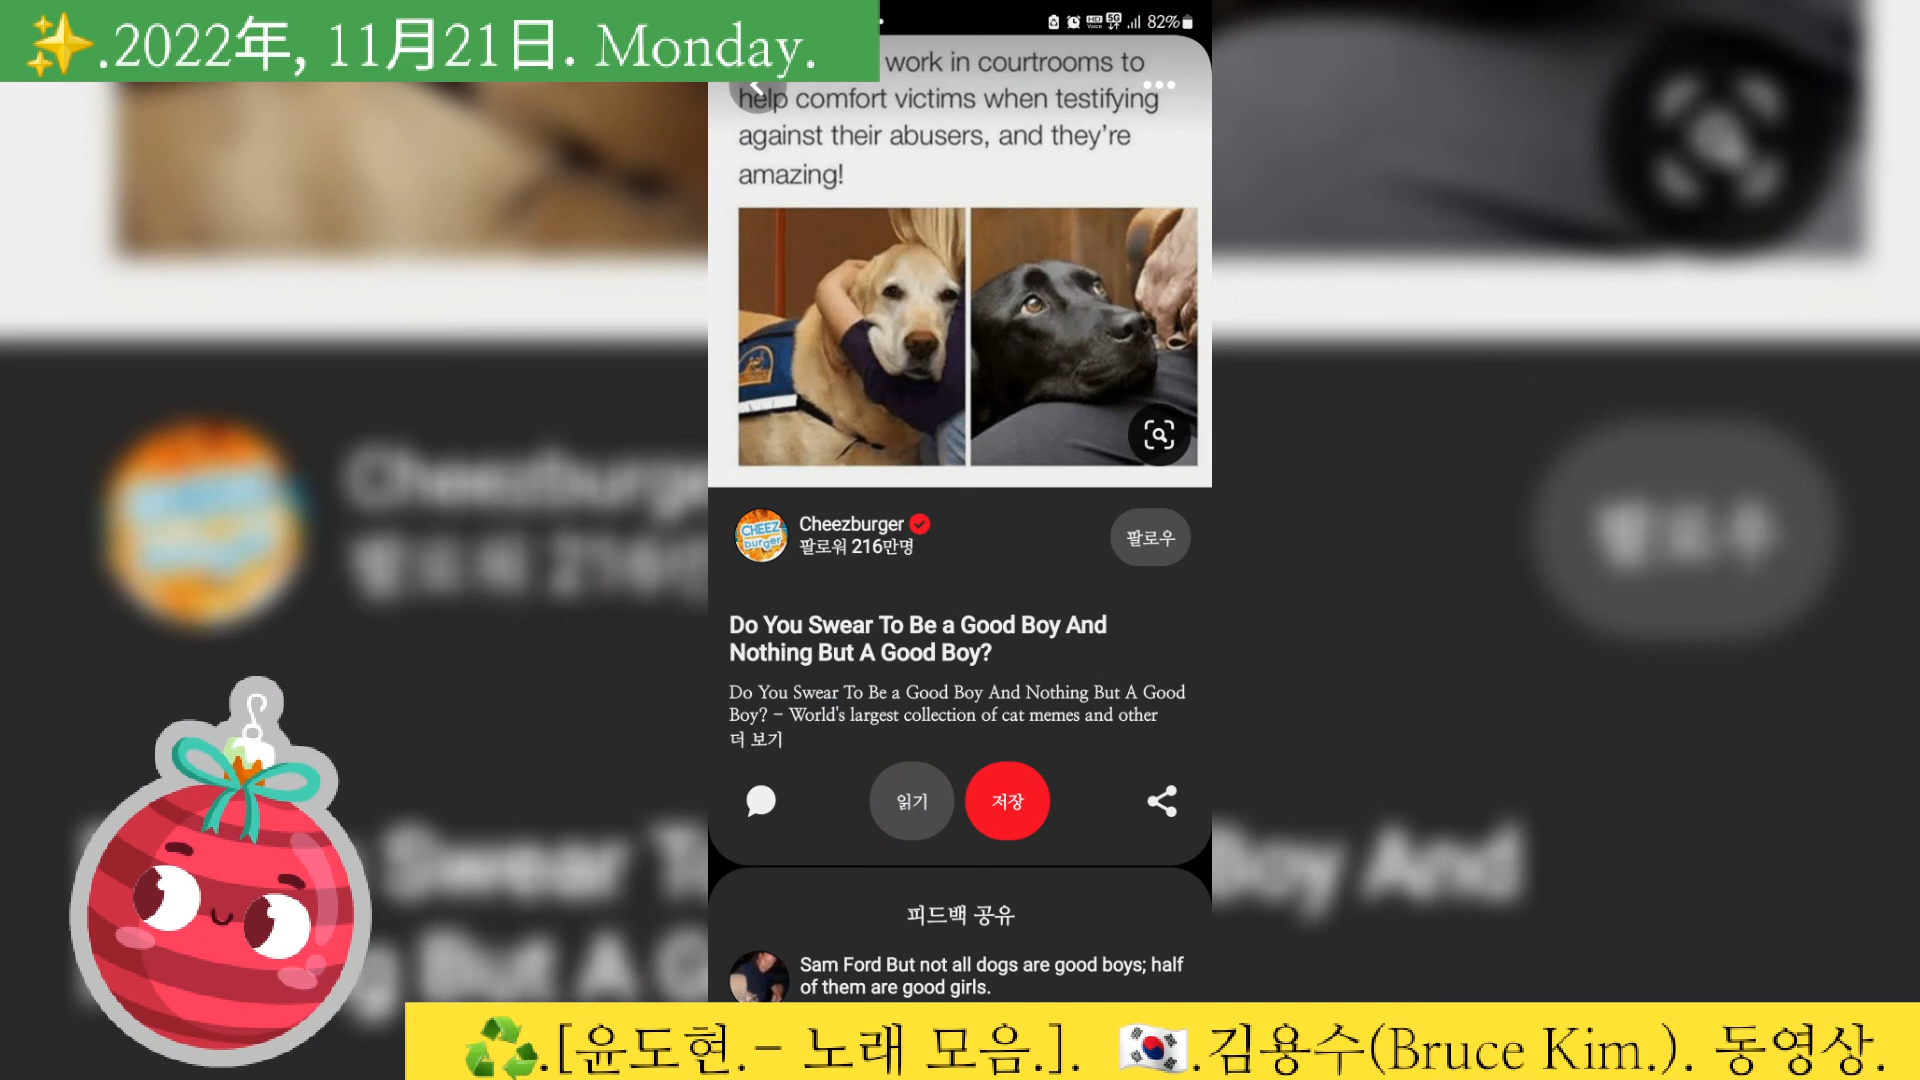 ✨.2022年, 11月21日. Monday.
82%
work in courtrooms to
help comfort victims when testifying
against their abusers, and they're
amazing!
CHEEZ
burger
Cheezburger
팔로워 216만명
팔로우
Do You Swear To Be a Good Boy And
Nothing But A Good Boy?
Do You Swear To Be a Good Boy And Nothing But A Good
Boy? – World's largest collection of cat memes and other
더 보기
읽기
저장
피드백 공유
Sam Ford But not all dogs are good boys; half
of them are good girls.
♻️.[윤도현.- 노래 모음.]. 🇰🇷.김용수(Bruce Kim.). 동영상.